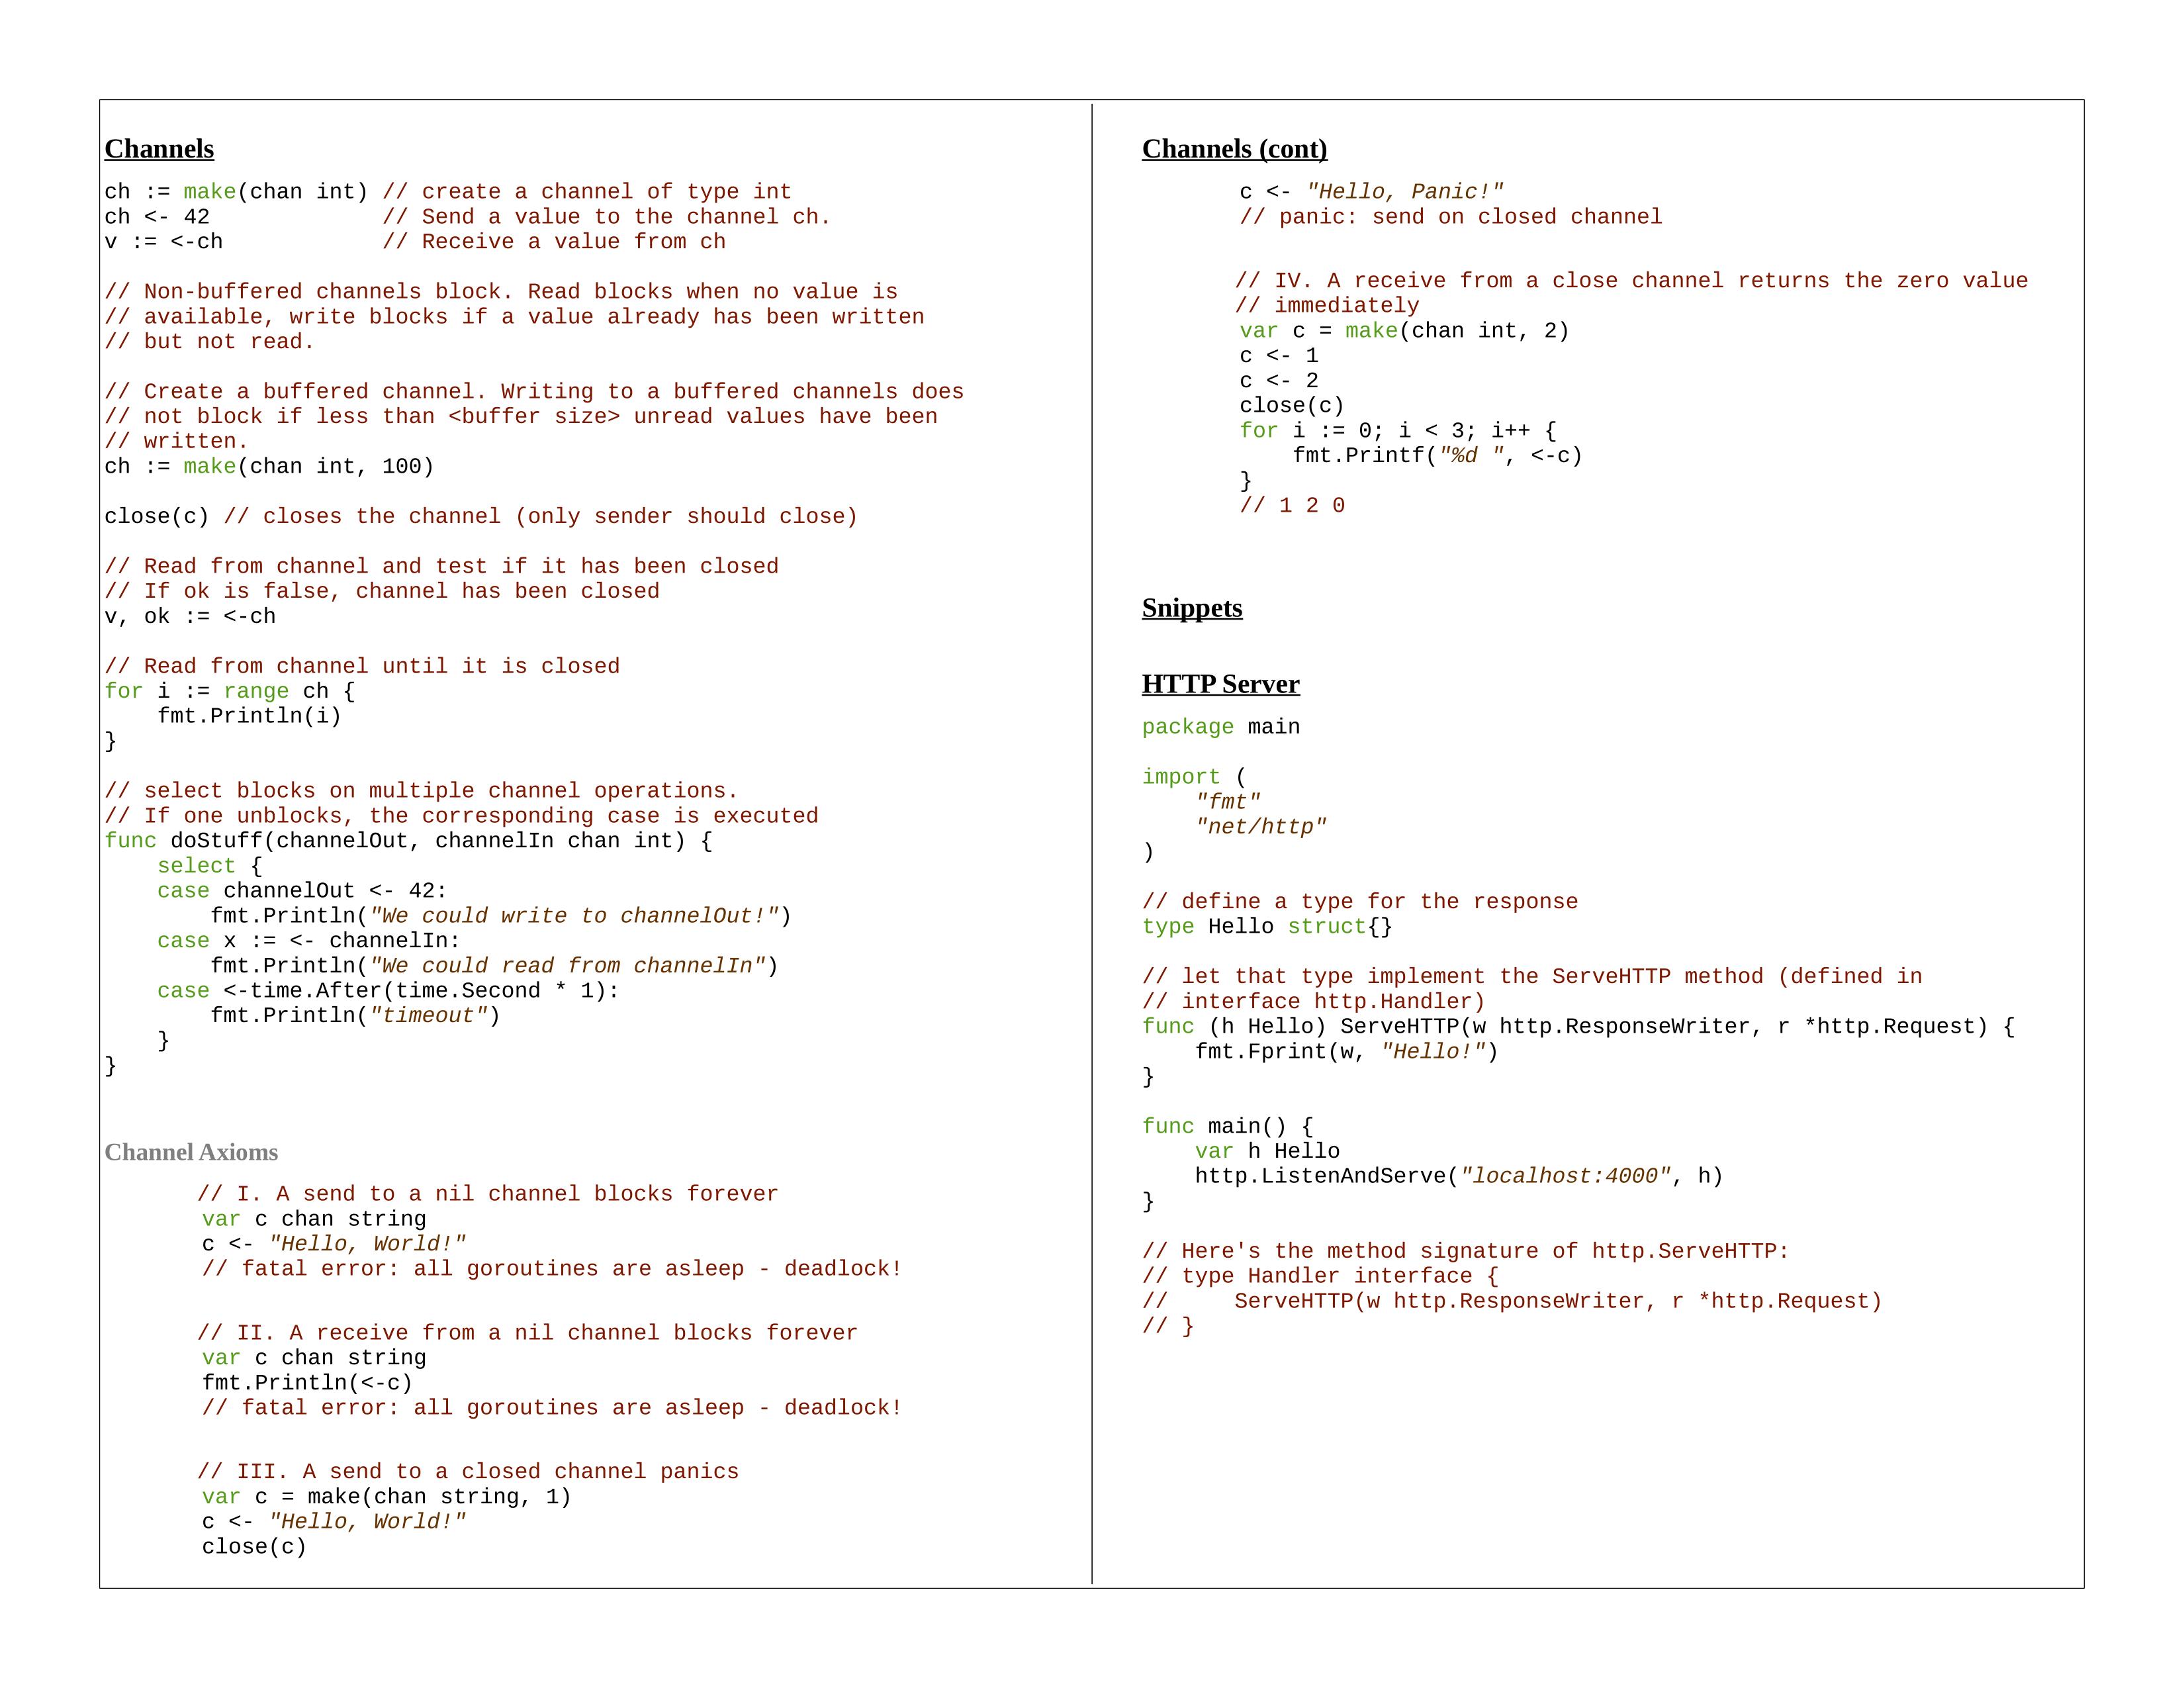 Channels
ch := make(chan int) // create a channel of type int
ch <- 42             // Send a value to the channel ch.
v := <-ch            // Receive a value from ch
// Non-buffered channels block. Read blocks when no value is
// available, write blocks if a value already has been written
// but not read.
// Create a buffered channel. Writing to a buffered channels does
// not block if less than <buffer size> unread values have been
// written.
ch := make(chan int, 100)
close(c) // closes the channel (only sender should close)
// Read from channel and test if it has been closed
// If ok is false, channel has been closed
v, ok := <-ch
// Read from channel until it is closed
for i := range ch {
    fmt.Println(i)
}
// select blocks on multiple channel operations.
// If one unblocks, the corresponding case is executed
func doStuff(channelOut, channelIn chan int) {
    select {
    case channelOut <- 42:
        fmt.Println("We could write to channelOut!")
    case x := <- channelIn:
        fmt.Println("We could read from channelIn")
    case <-time.After(time.Second * 1):
        fmt.Println("timeout")
    }
}
Channel Axioms
// I. A send to a nil channel blocks forever
var c chan string
c <- "Hello, World!"
// fatal error: all goroutines are asleep - deadlock!
// II. A receive from a nil channel blocks forever
var c chan string
fmt.Println(<-c)
// fatal error: all goroutines are asleep - deadlock!
// III. A send to a closed channel panics
var c = make(chan string, 1)
c <- "Hello, World!"
close(c)
Channels (cont)
c <- "Hello, Panic!"
// panic: send on closed channel
// IV. A receive from a close channel returns the zero value
// immediately
var c = make(chan int, 2)
c <- 1
c <- 2
close(c)
for i := 0; i < 3; i++ {
    fmt.Printf("%d ", <-c)
}
// 1 2 0
Snippets
HTTP Server
package main
import (
    "fmt"
    "net/http"
)
// define a type for the response
type Hello struct{}
// let that type implement the ServeHTTP method (defined in
// interface http.Handler)
func (h Hello) ServeHTTP(w http.ResponseWriter, r *http.Request) {
    fmt.Fprint(w, "Hello!")
}
func main() {
    var h Hello
    http.ListenAndServe("localhost:4000", h)
}
// Here's the method signature of http.ServeHTTP:
// type Handler interface {
//     ServeHTTP(w http.ResponseWriter, r *http.Request)
// }